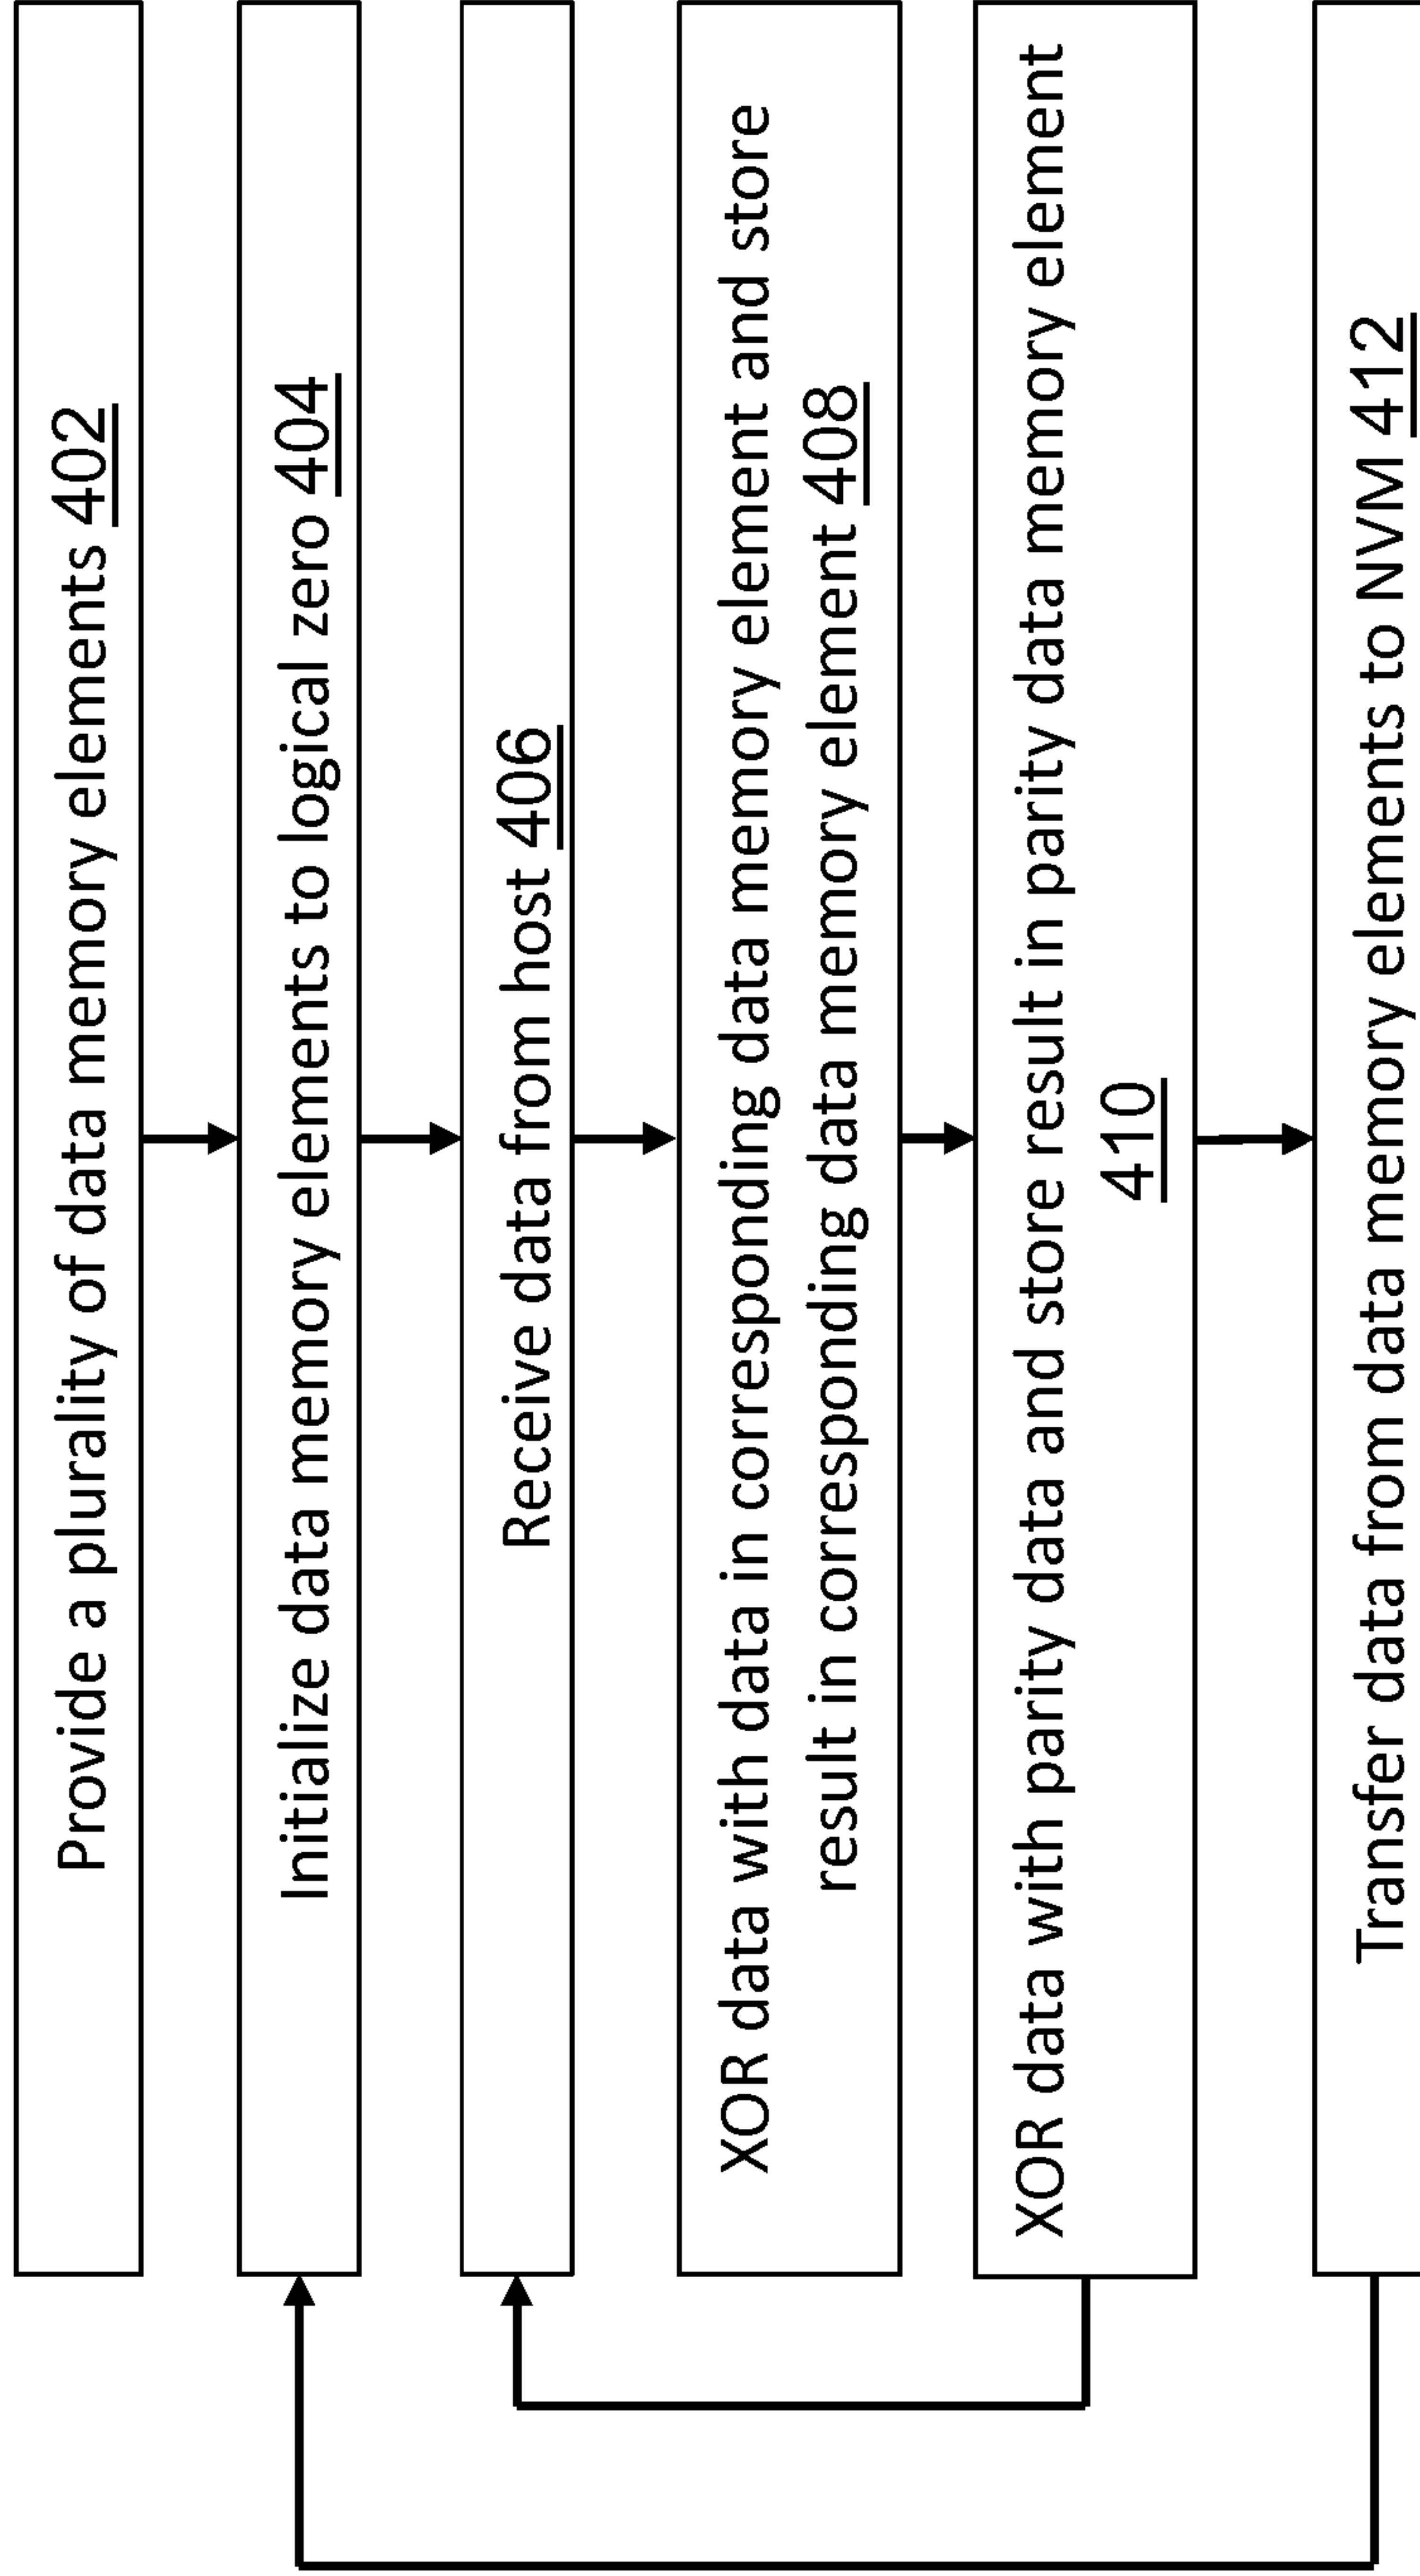 Provide a plurality of data memory elements 402
Initialize data memory elements to logical zero 404
Receive data from host 406
XOR data with data in corresponding data memory element and store
result in corresponding data memory element 408
XOR data with parity data and store result in parity data memory element
410
Transfer data from data memory elements to NVM 412